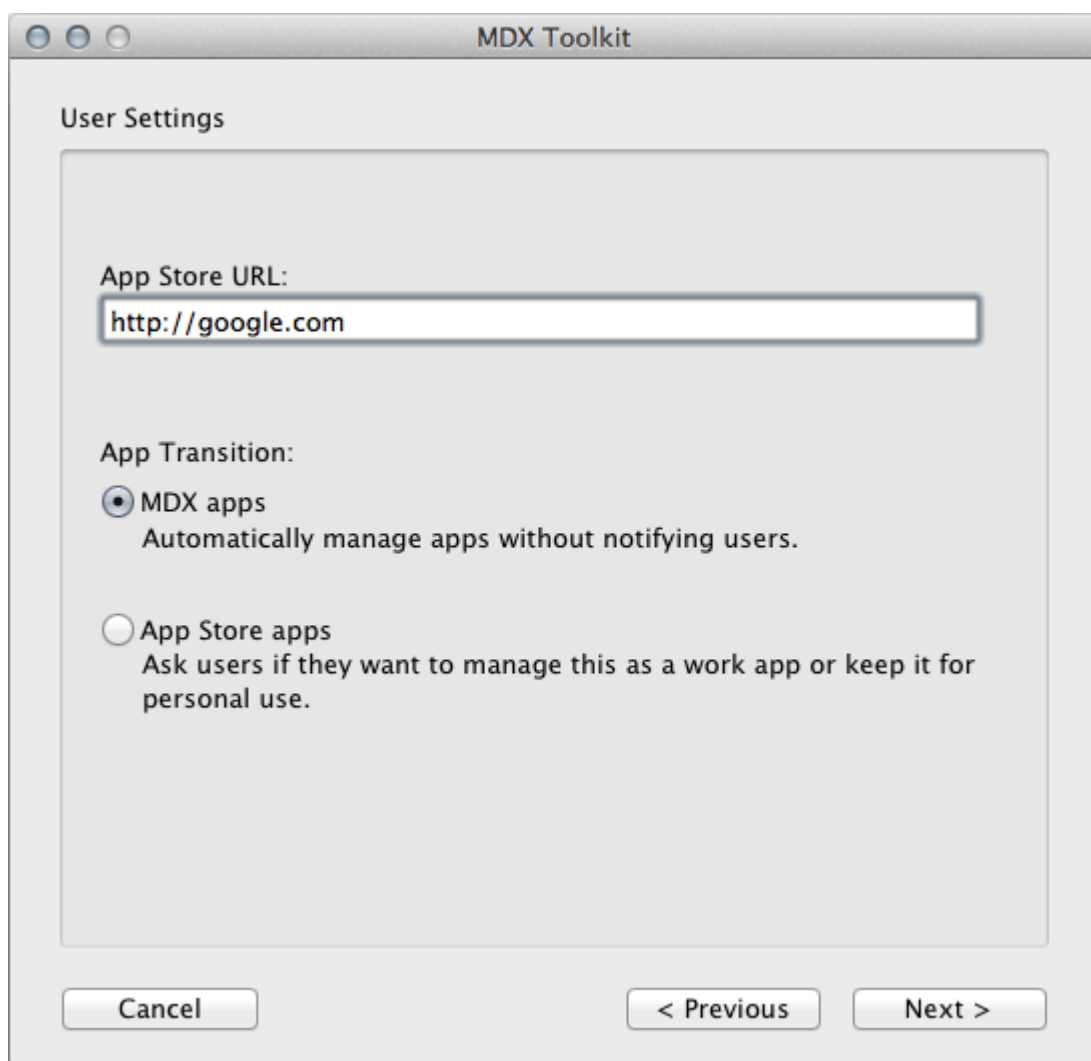 MDX Toolkit
User Settings
App Store URL:
http://google.com
App Transition:
MDX apps
Automatically manage apps without notifying users.
App Store apps
Ask users if they want to manage this as a work app or keep it for
personal use.
Cancel
< Previous
Next >